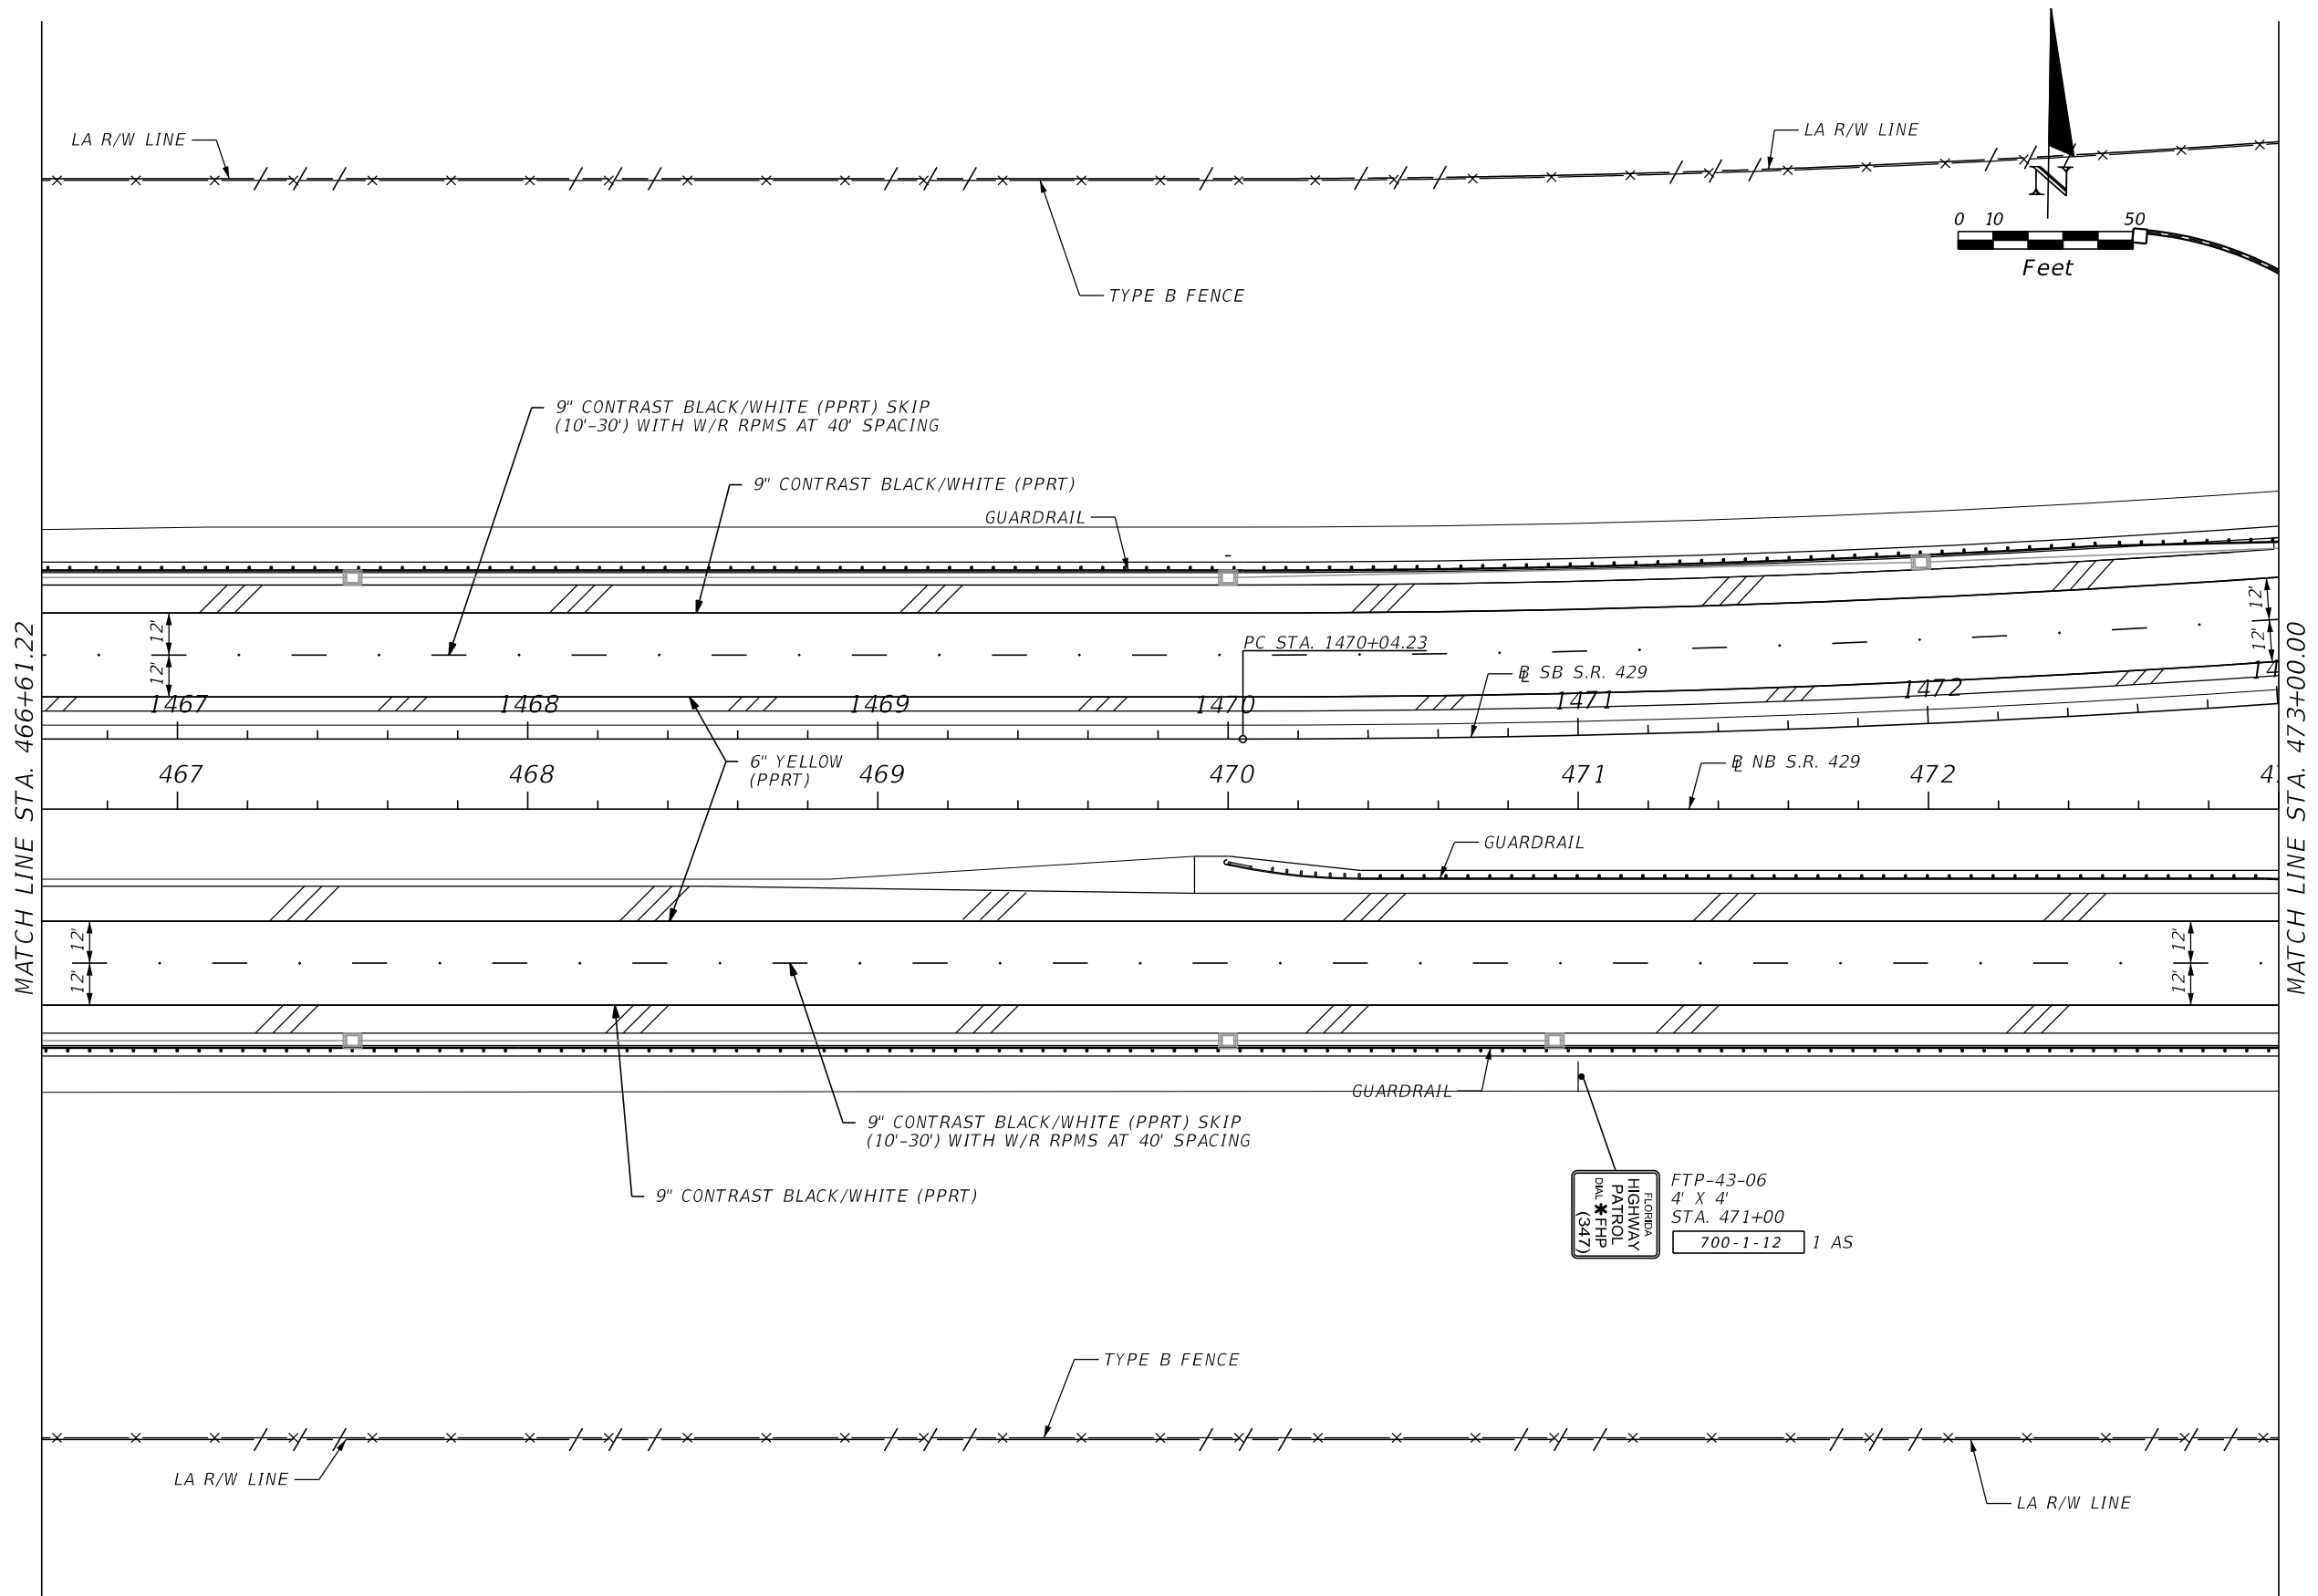 LA R/W LINE
LA R/W LINE
N
0 10 50
Feet
TYPE B FENCE
9" CONTRAST BLACK/WHITE (PPRT) SKIP
(10'-30') WITH W/R RPMS AT 40' SPACING
9" CONTRAST BLACK/WHITE (PPRT)
GUARDRAIL
MATCH LINE STA. 466+61.22
MATCH LINE STA. 473+00.00
12'
12'
12'
12'
PC STA. 1470+04.23
BL SB S.R. 429
1467 1468 1469 1470 1471 1472 14
6" YELLOW
(PPRT)
467 468 469 470 471 472 47
BL NB S.R. 429
GUARDRAIL
12'
12'
12'
12'
GUARDRAIL
9" CONTRAST BLACK/WHITE (PPRT) SKIP
(10'-30') WITH W/R RPMS AT 40' SPACING
9" CONTRAST BLACK/WHITE (PPRT)
FLORIDA
HIGHWAY
PATROL
DIAL ✱FHP
(347)
FTP-43-06
4' X 4'
STA. 471+00
700-1-12 1 AS
TYPE B FENCE
LA R/W LINE
LA R/W LINE